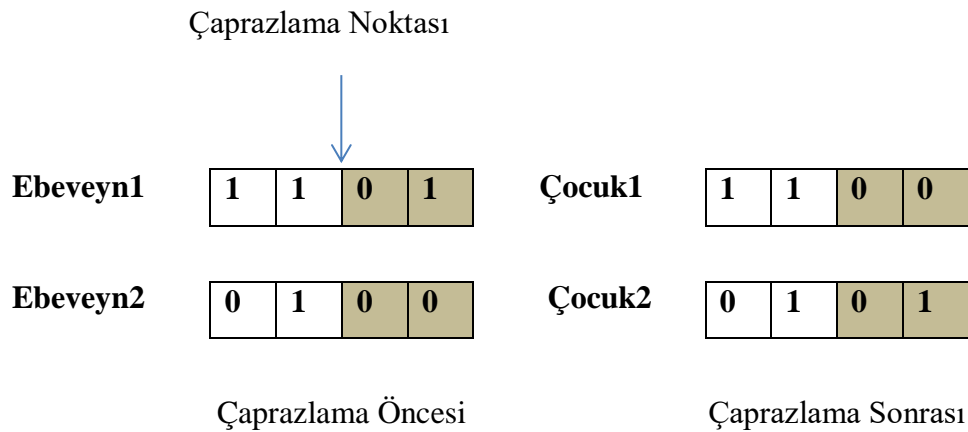 Çaprazlama Noktası
Ebeveyn1 1 1 0 1 Çocuk1 1 1 0 0
Ebeveyn2 0 1 0 0 Çocuk2 0 1 0 1
Çaprazlama Öncesi Çaprazlama Sonrası